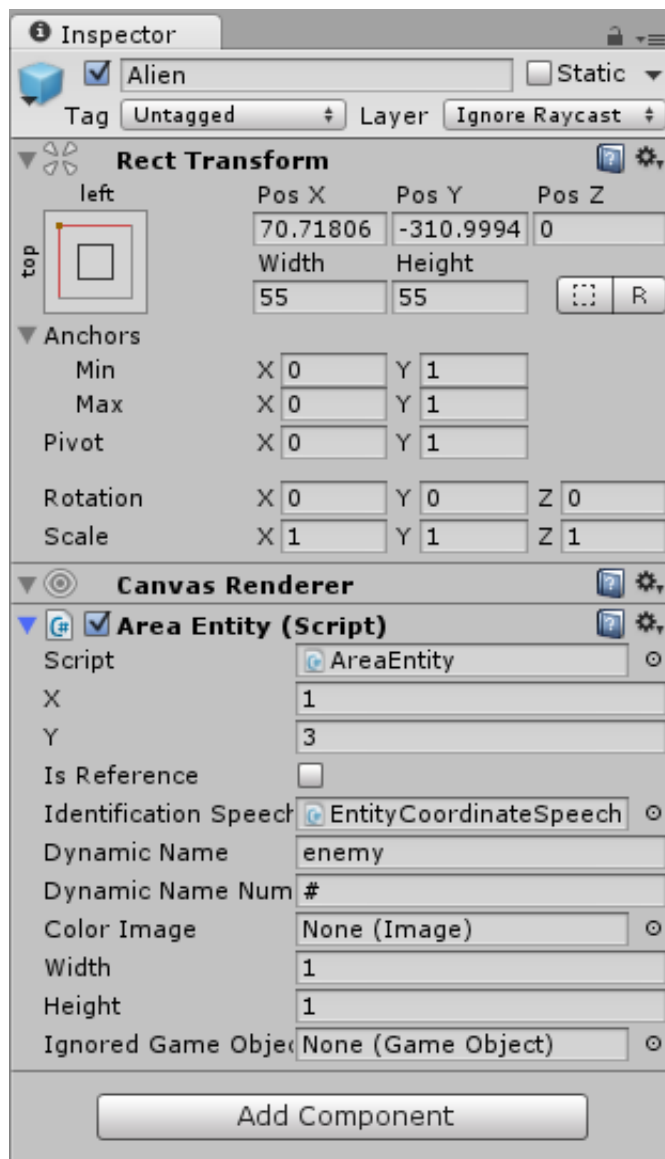 Inspector
Alien Static
Tag Untagged Layer Ignore Raycast
Rect Transform
left Pos X Pos Y Pos Z
top 70.71806 -310.9994 0
Width Height
55 55 R
Anchors
Min X 0 Y 1
Max X 0 Y 1
Pivot X 0 Y 1
Rotation X 0 Y 0 Z 0
Scale X 1 Y 1 Z 1
Canvas Renderer
C# Area Entity (Script)
Script AreaEntity
X 1
Y 3
Is Reference
Identification Speech EntityCoordinateSpeech
Dynamic Name enemy
Dynamic Name Num #
Color Image None (Image)
Width 1
Height 1
Ignored Game Objec None (Game Object)
Add Component